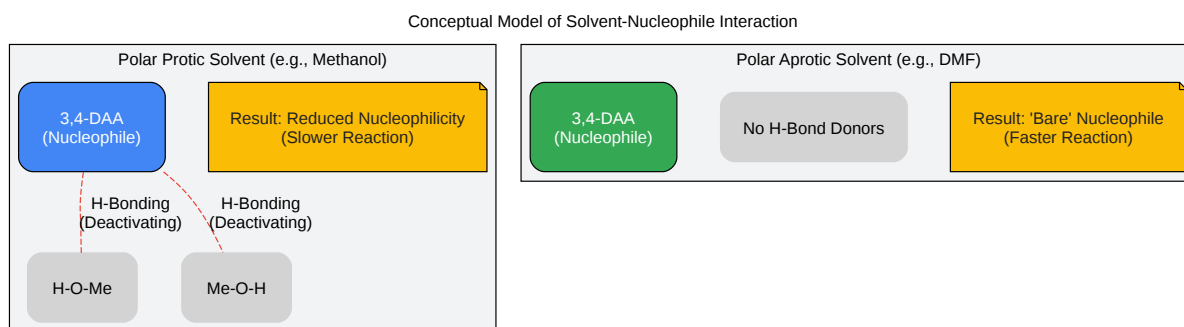 Conceptual Model of Solvent-Nucleophile Interaction
Polar Protic Solvent (e.g., Methanol)
3,4-DAA
(Nucleophile)
Result: Reduced Nucleophilicity
(Slower Reaction)
H-Bonding
(Deactivating)
H-Bonding
(Deactivating)
H-O-Me
Me-O-H
Polar Aprotic Solvent (e.g., DMF)
3,4-DAA
(Nucleophile)
No H-Bond Donors
Result: 'Bare' Nucleophile
(Faster Reaction)